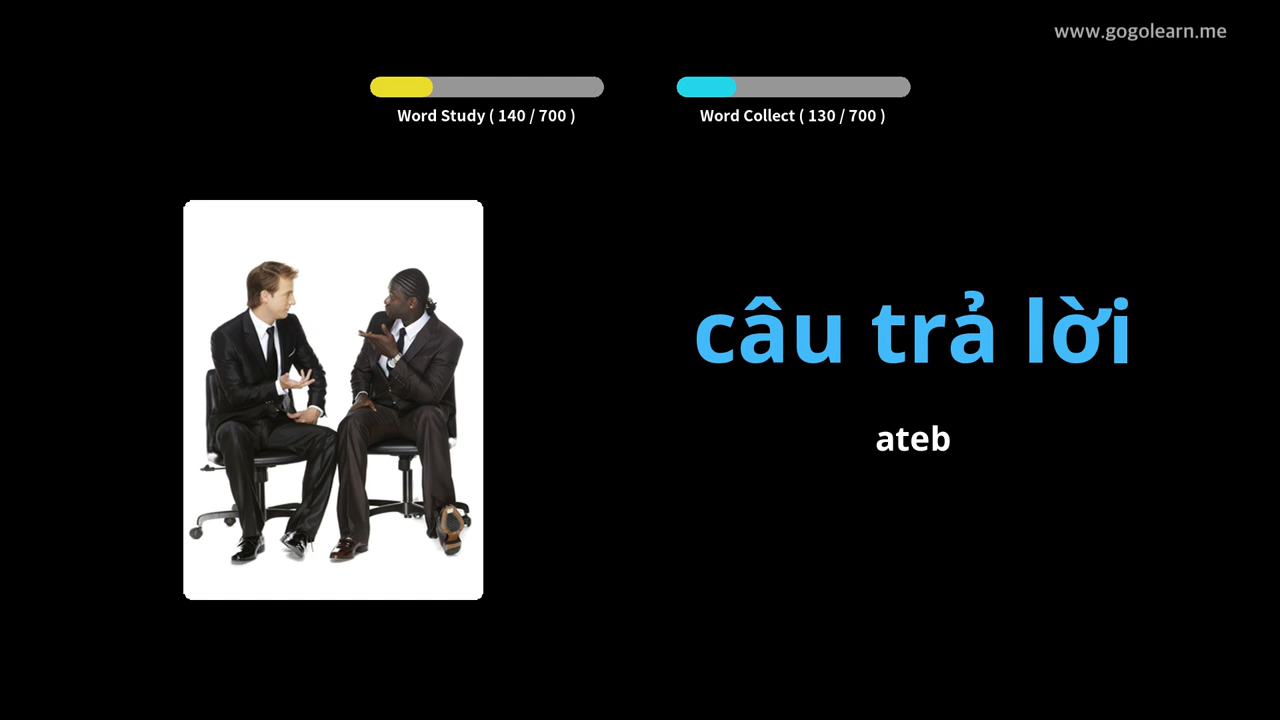 www.gogolearn.me
Word Study ( 140 / 700 )
Word Collect ( 130 / 700 )
câu trả lời
ateb